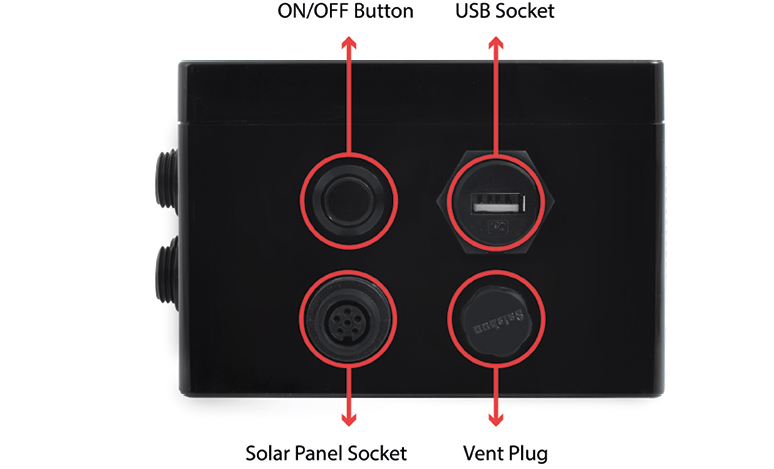 ON/OFF Button
USB Socket
Solar Panel Socket
Vent Plug